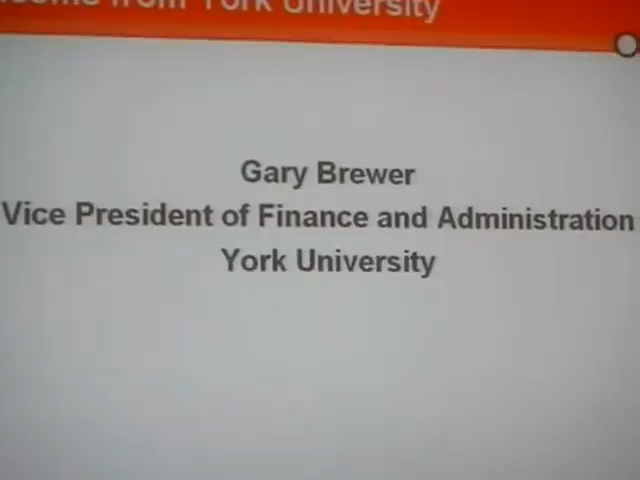 from York University
Gary Brewer
Vice President of Finance and Administration
York University